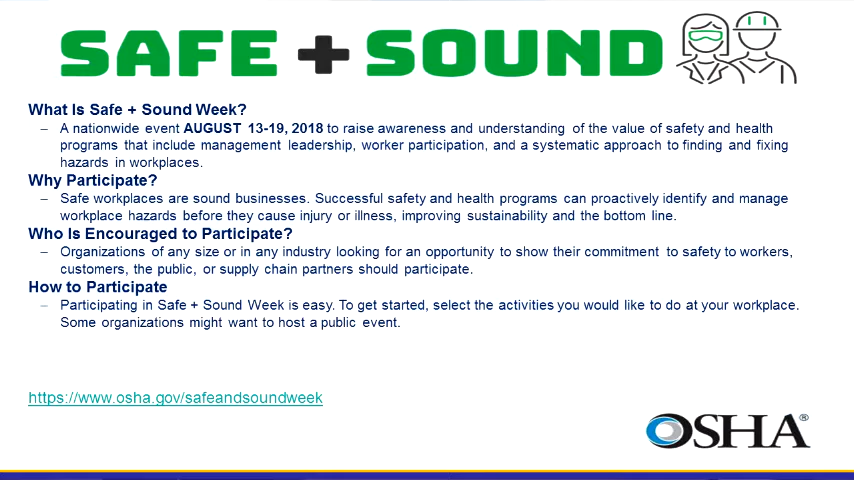 SAFE + SOUND
What Is Safe + Sound Week?
– A nationwide event AUGUST 13-19, 2018 to raise awareness and understanding of the value of safety and health
programs that include management leadership, worker participation, and a systematic approach to finding and fixing
hazards in workplaces.
Why Participate?
– Safe workplaces are sound businesses. Successful safety and health programs can proactively identify and manage
workplace hazards before they cause injury or illness, improving sustainability and the bottom line.
Who Is Encouraged to Participate?
– Organizations of any size or in any industry looking for an opportunity to show their commitment to safety to workers,
customers, the public, or supply chain partners should participate.
How to Participate
– Participating in Safe + Sound Week is easy. To get started, select the activities you would like to do at your workplace.
Some organizations might want to host a public event.
https://www.osha.gov/safeandsoundweek
OSHA®